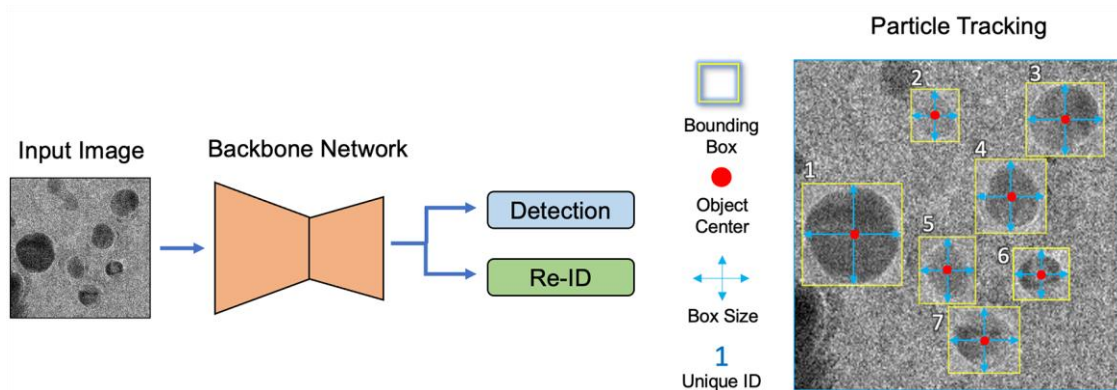 Input Image
Backbone Network
Detection
Re-ID
Bounding
Box
Object
Center
Box Size
1
Unique ID
Particle Tracking
1
2
3
4
5
6
7